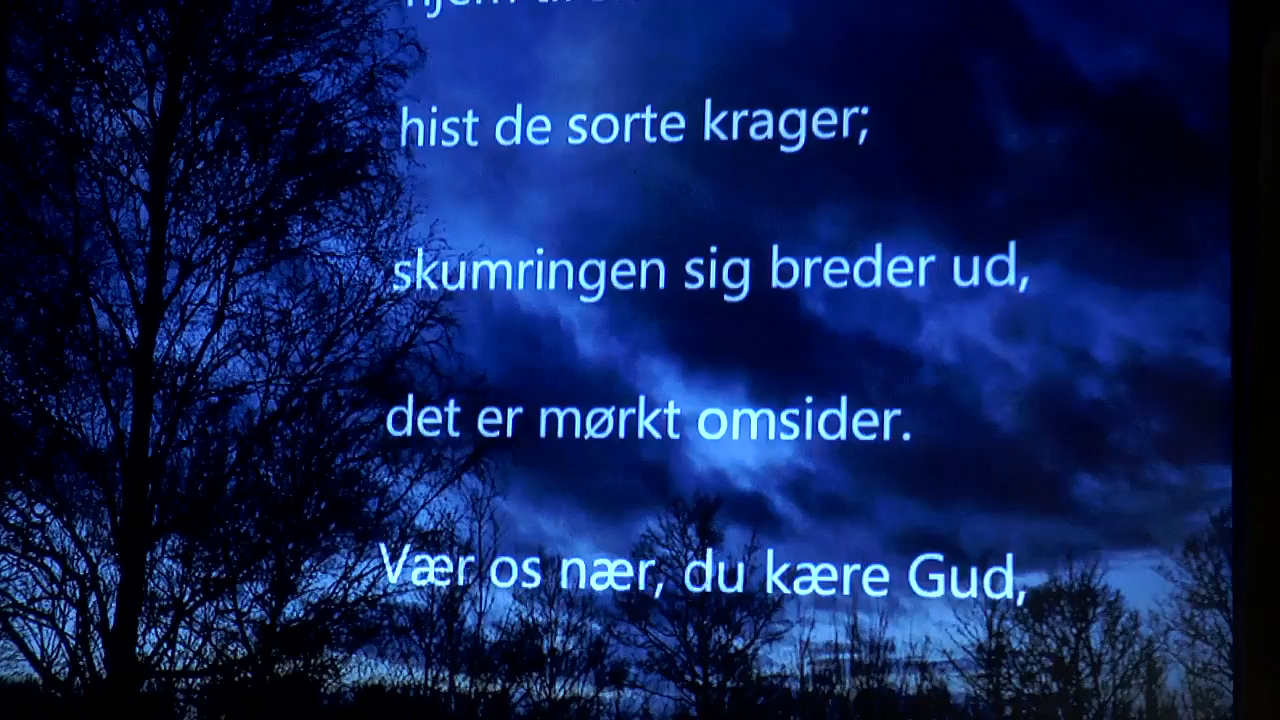 hist de sorte krager;
skumringen sig breder ud,
det er mørkt omsider.
Vær os nær, du kære Gud,